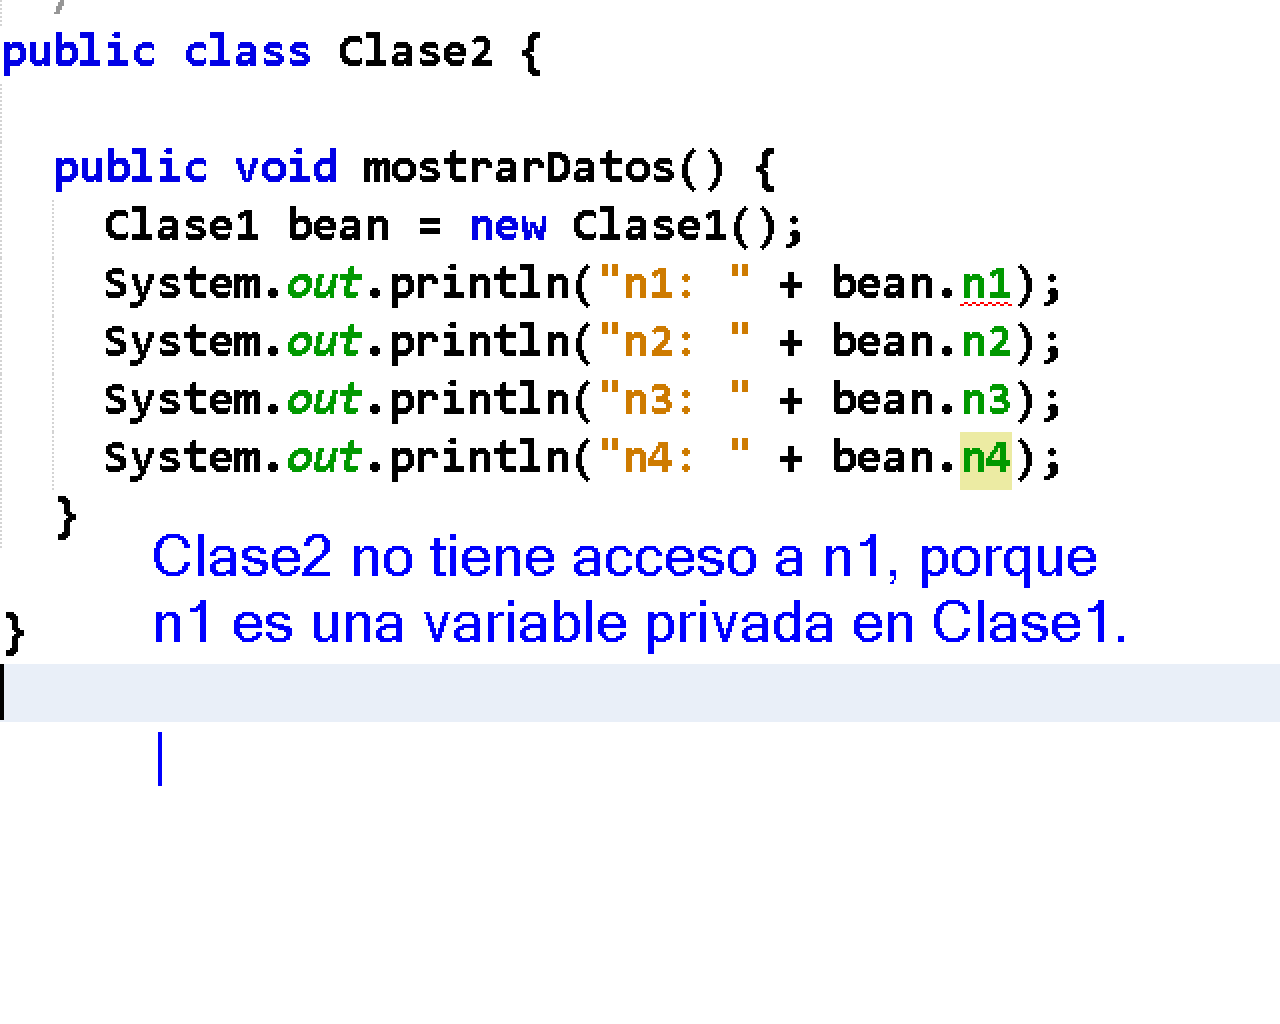 public class Clase2 {
public void mostrarDatos() {
Clase1 bean = new Clase1();
System.out.println("n1: " + bean.n1);
System.out.println("n2: " + bean.n2);
System.out.println("n3: " + bean.n3);
System.out.println("n4: " + bean.n4);
}
Clase2 no tiene acceso a n1, porque
n1 es una variable privada en Clase1.
}